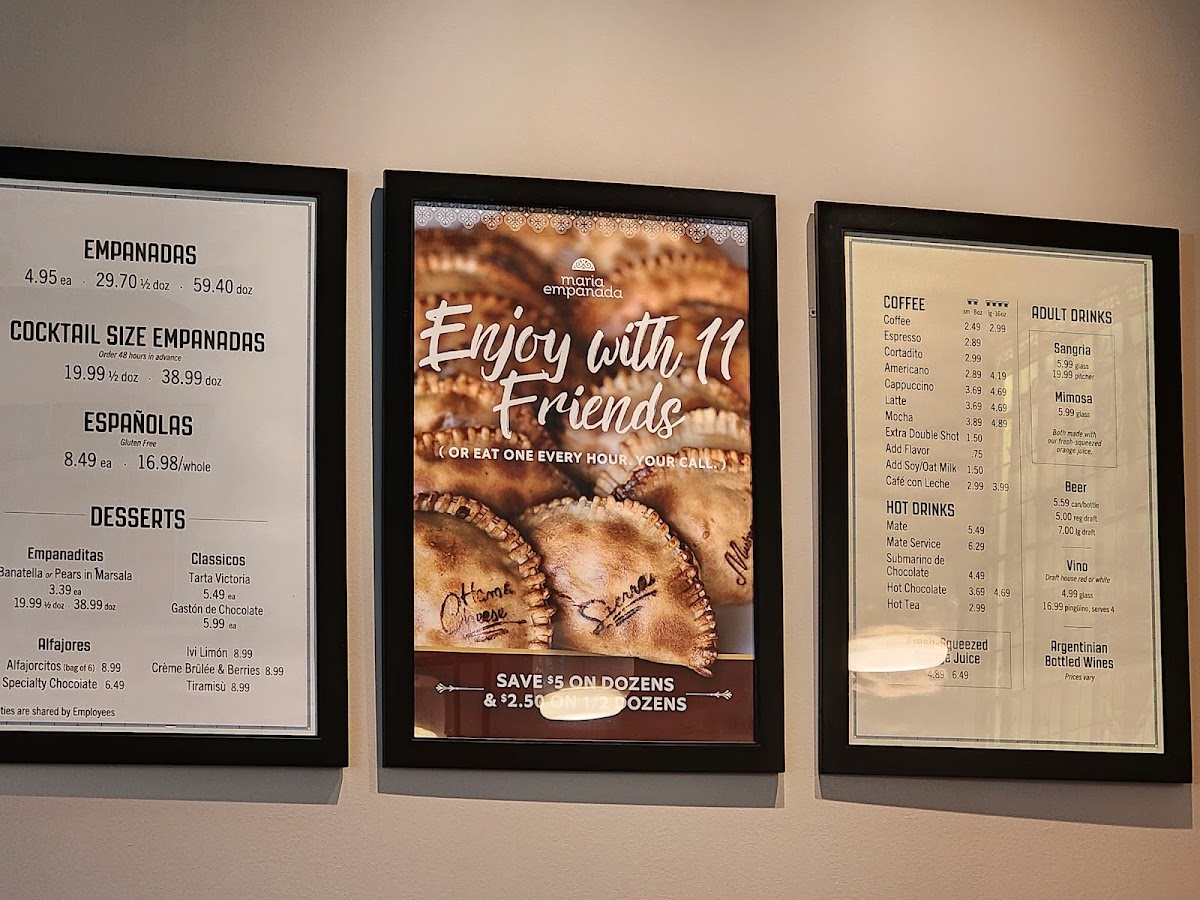 EMPANADAS
4.95 ea · 29.70 ½ doz · 59.40 doz
COCKTAIL SIZE EMPANADAS
Order 48 hours in advance
19.99 ½ doz · 38.99 doz
ESPAÑOLAS
Gluten Free
8.49 ea · 16.98/whole
DESSERTS
Empanaditas
Banatella or Pears in Marsala
3.39 ea
19.99 ½ doz · 38.99 doz
Alfajores
Alfajorcitos (bag of 6) 8.99
Specialty Chocolate 6.49
Classicos
Tarta Victoria
5.49 ea
Gastón de Chocolate
5.99 ea
Ivi Limón 8.99
Crème Brûlée & Berries 8.99
Tiramisù 8.99
ties are shared by Employees
maria
empanada
Enjoy with 11
Friends
( OR EAT ONE EVERY HOUR. YOUR CALL. )
Ham &
Cheese
Sierras
SAVE $5 ON DOZENS
& $2.50 ON 1/2 DOZENS
COFFEE sm · 8oz lg · 16oz
Coffee 2.49 2.99
Espresso 2.89
Cortadito 2.99
Americano 2.89 4.19
Cappuccino 3.69 4.69
Latte 3.69 4.69
Mocha 3.89 4.89
Extra Double Shot 1.50
Add Flavor .75
Add Soy/Oat Milk 1.50
Café con Leche 2.99 3.99
HOT DRINKS
Mate 5.49
Mate Service 6.29
Submarino de
Chocolate 4.49
Hot Chocolate 3.69 4.69
Hot Tea 2.99
Fresh-Squeezed
Juice
4.89 6.49
ADULT DRINKS
Sangria
5.99 glass
19.99 pitcher
Mimosa
5.99 glass
Both made with
our fresh-squeezed
orange juice.
Beer
5.59 can/bottle
5.00 reg draft
7.00 lg draft
Vino
Draft house red or white
4.99 glass
16.99 pingüino, serves 4
Argentinian
Bottled Wines
Prices vary